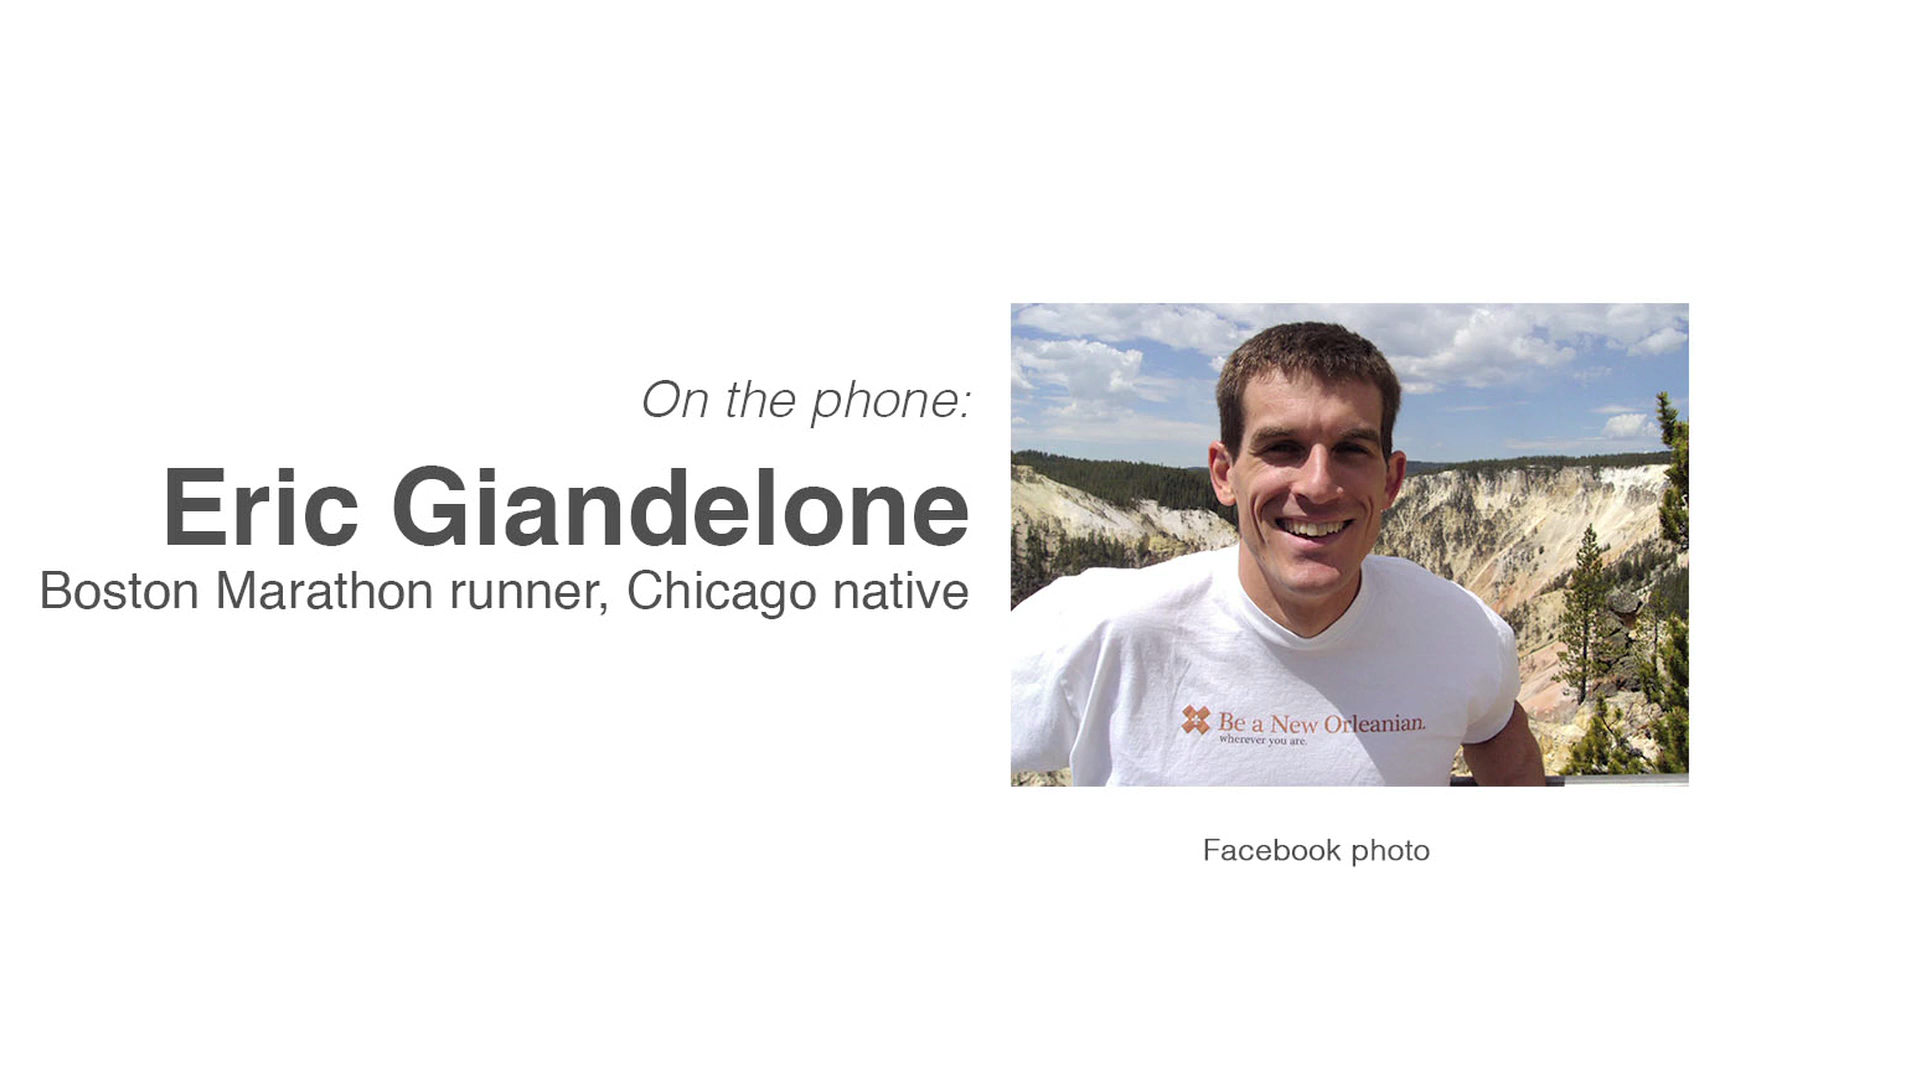 On the phone:
Eric Giandelone
Boston Marathon runner, Chicago native
Be a New Orleanian.
wherever you are.
Facebook photo